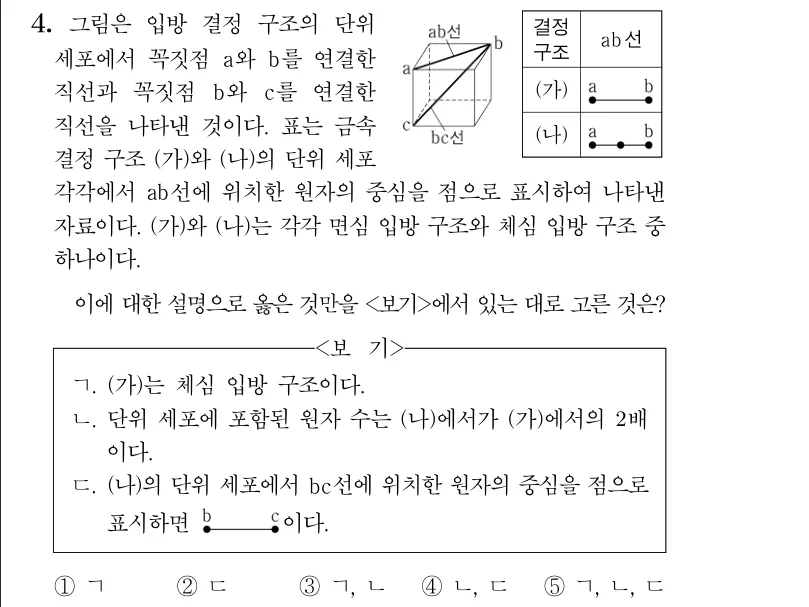 4. 그림은 입방 결정 구조의 단위
세포에서 꼭짓점 a와 b를 연결한
직선과 꼭짓점 b와 c를 연결한
직선을 나타낸 것이다. 표는 금속
결정 구조 (가)와 (나)의 단위 세포
각각에서 ab선에 위치한 원자의 중심을 점으로 표시하여 나타낸
자료이다. (가)와 (나)는 각각 면심 입방 구조와 체심 입방 구조 중
하나이다.
ab선
b
a
c
bc선
결정
구조
ab선
(가) a b
(나) a b
이에 대한 설명으로 옳은 것만을 <보기>에서 있는 대로 고른 것은?
<보 기>
ㄱ. (가)는 체심 입방 구조이다.
ㄴ. 단위 세포에 포함된 원자 수는 (나)에서가 (가)에서의 2배
이다.
ㄷ. (나)의 단위 세포에서 bc선에 위치한 원자의 중심을 점으로
표시하면 b c이다.
① ㄱ ② ㄷ ③ ㄱ, ㄴ ④ ㄴ, ㄷ ⑤ ㄱ, ㄴ, ㄷ